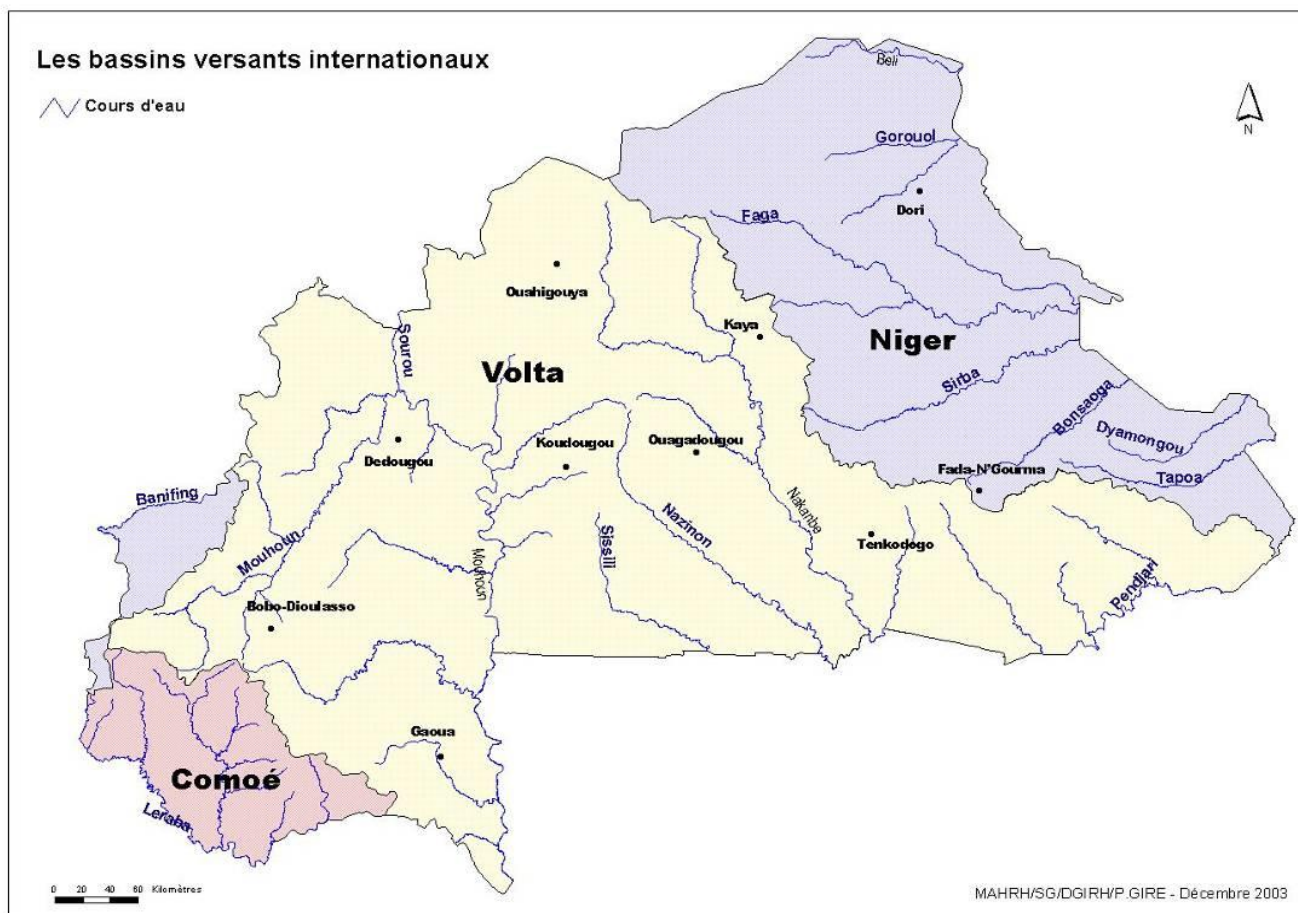 Les bassins versants internationaux
Cours d'eau
N
Beli
Gorouol
Dori
Faga
Ouahigouya
Kaya
Sourou
Niger
Volta
Sirba
Bonsaoga
Dyamongou
Koudougou
Ouagadougou
Dedougou
Fada-N'Gourma
Tapoa
Banifing
Nakanbe
Nazinon
Mouhoun
Sissili
Tenkodogo
Mouhoun
Pendjari
Bobo-Dioulasso
Gaoua
Comoé
Leraba
0 20 40 60 Kilomètres
MAHRH/SG/DGIRH/P.GIRE - Décembre 2003